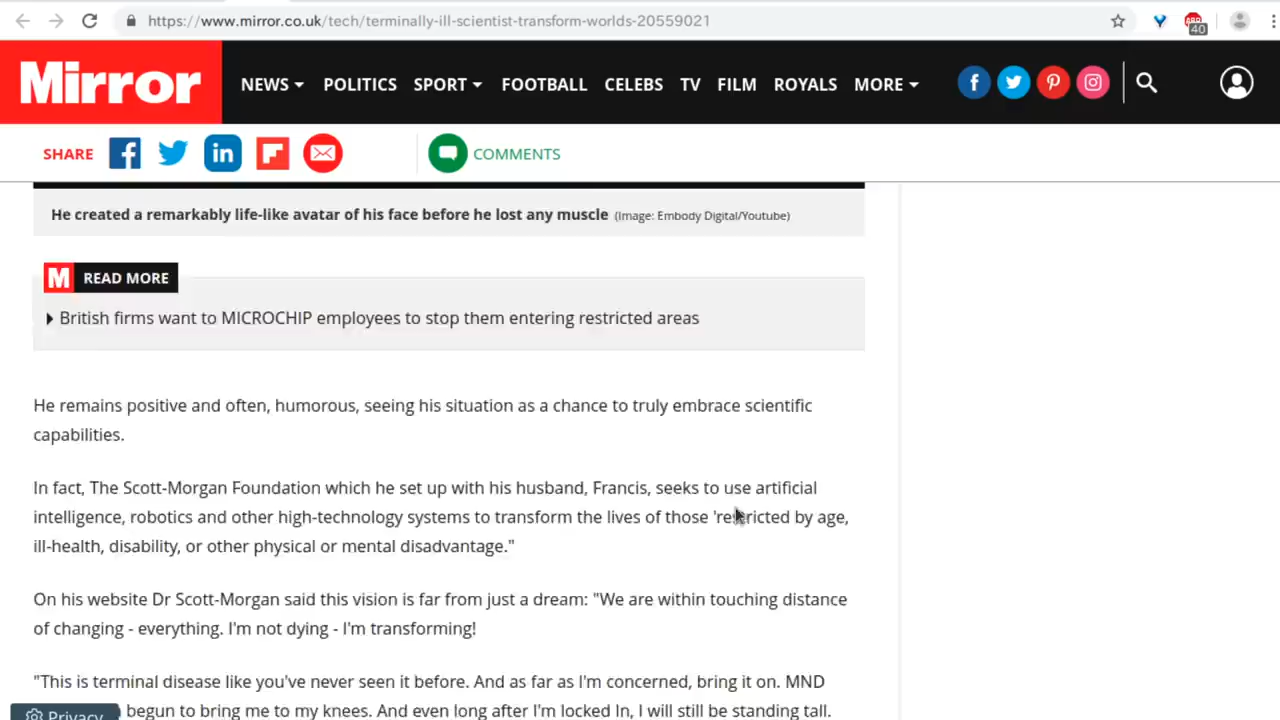 https://www.mirror.co.uk/tech/terminally-ill-scientist-transform-worlds-20559021
40
Mirror
NEWS POLITICS SPORT FOOTBALL CELEBS TV FILM ROYALS MORE
SHARE
COMMENTS
He created a remarkably life-like avatar of his face before he lost any muscle (Image: Embody Digital/Youtube)
M READ MORE
British firms want to MICROCHIP employees to stop them entering restricted areas
He remains positive and often, humorous, seeing his situation as a chance to truly embrace scientific
capabilities.
In fact, The Scott-Morgan Foundation which he set up with his husband, Francis, seeks to use artificial
intelligence, robotics and other high-technology systems to transform the lives of those 'restricted by age,
ill-health, disability, or other physical or mental disadvantage."
On his website Dr Scott-Morgan said this vision is far from just a dream: "We are within touching distance
of changing - everything. I'm not dying - I'm transforming!
"This is terminal disease like you've never seen it before. And as far as I'm concerned, bring it on. MND
begun to bring me to my knees. And even long after I'm locked In, I will still be standing tall.
Privacy